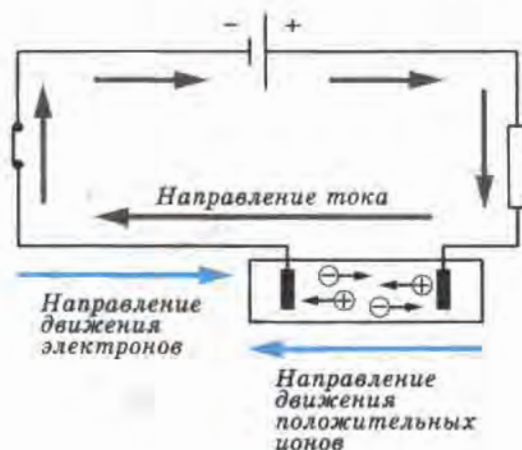 − +
Направление тока
Направление
движения
электронов
− +
+ −
Направление
движения
положительных
ионов